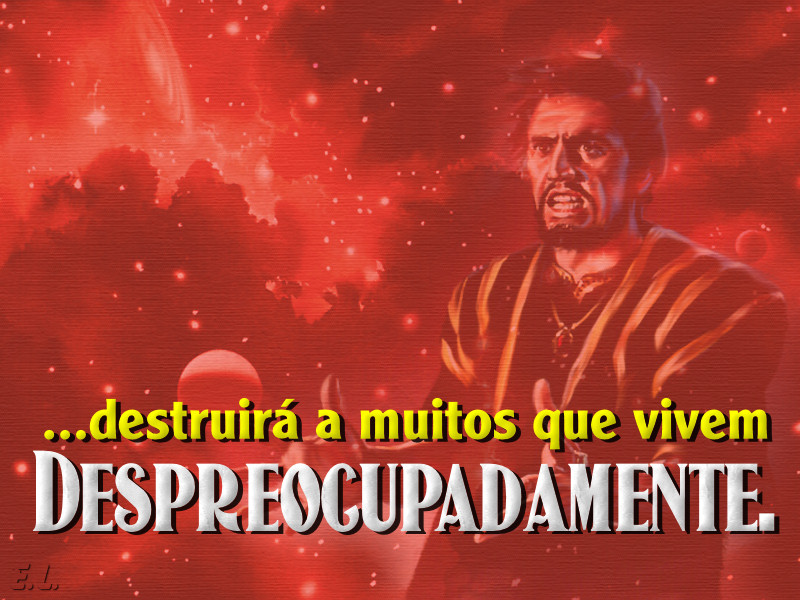 ...destruirá a muitos que vivem
DESPREOCUPADAMENTE.
E.L.